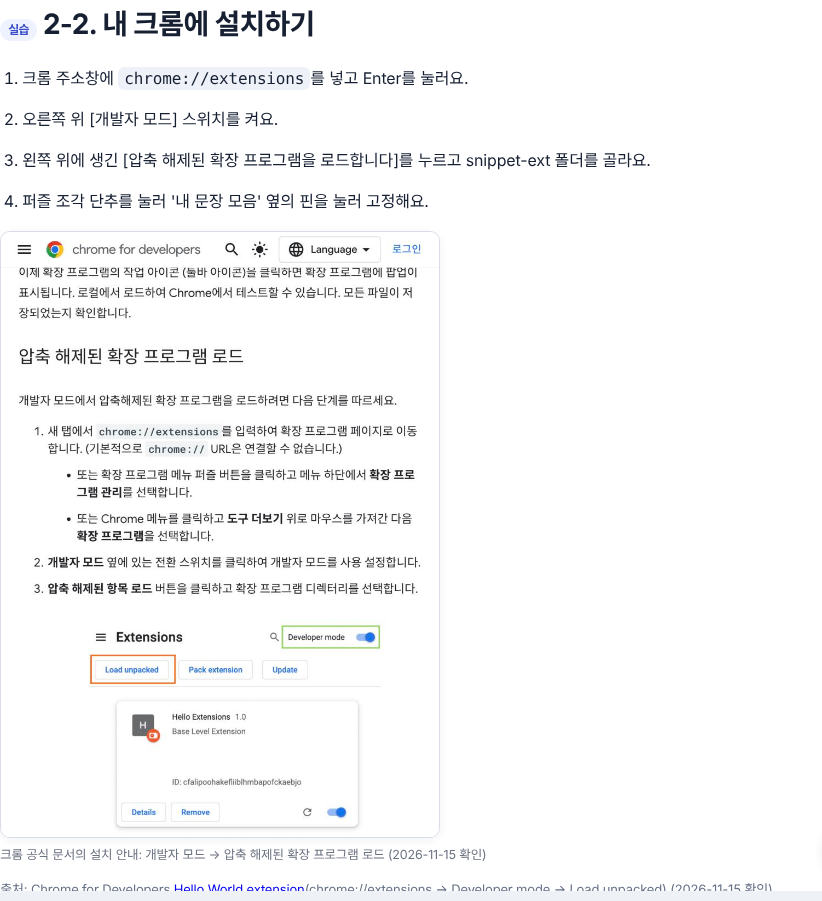 실습 2-2. 내 크롬에 설치하기
1. 크롬 주소창에 chrome://extensions 를 넣고 Enter를 눌러요.
2. 오른쪽 위 [개발자 모드] 스위치를 켜요.
3. 왼쪽 위에 생긴 [압축 해제된 확장 프로그램을 로드합니다]를 누르고 snippet-ext 폴더를 골라요.
4. 퍼즐 조각 단추를 눌러 '내 문장 모음' 옆의 핀을 눌러 고정해요.
chrome for developers Language 로그인
이제 확장 프로그램의 작업 아이콘 (툴바 아이콘)을 클릭하면 확장 프로그램에 팝업이
표시됩니다. 로컬에서 로드하여 Chrome에서 테스트할 수 있습니다. 모든 파일이 저
장되었는지 확인합니다.
압축 해제된 확장 프로그램 로드
개발자 모드에서 압축해제된 확장 프로그램을 로드하려면 다음 단계를 따르세요.
1. 새 탭에서 chrome://extensions 를 입력하여 확장 프로그램 페이지로 이동
합니다. (기본적으로 chrome:// URL은 연결할 수 없습니다.)
• 또는 확장 프로그램 메뉴 퍼즐 버튼을 클릭하고 메뉴 하단에서 확장 프로
그램 관리를 선택합니다.
• 또는 Chrome 메뉴를 클릭하고 도구 더보기 위로 마우스를 가져간 다음
확장 프로그램을 선택합니다.
2. 개발자 모드 옆에 있는 전환 스위치를 클릭하여 개발자 모드를 사용 설정합니다.
3. 압축 해제된 항목 로드 버튼을 클릭하고 확장 프로그램 디렉터리를 선택합니다.
Extensions Developer mode
Load unpacked Pack extension Update
Hello Extensions 1.0
H
Base Level Extension
ID: cfalipoohakefliiblhmbapofckaebjo
Details Remove
크롬 공식 문서의 설치 안내: 개발자 모드 → 압축 해제된 확장 프로그램 로드 (2026-11-15 확인)
출처: Chrome for Developers Hello World extension(chrome://extensions → Developer mode → Load unpacked) (2026-11-15 확인)